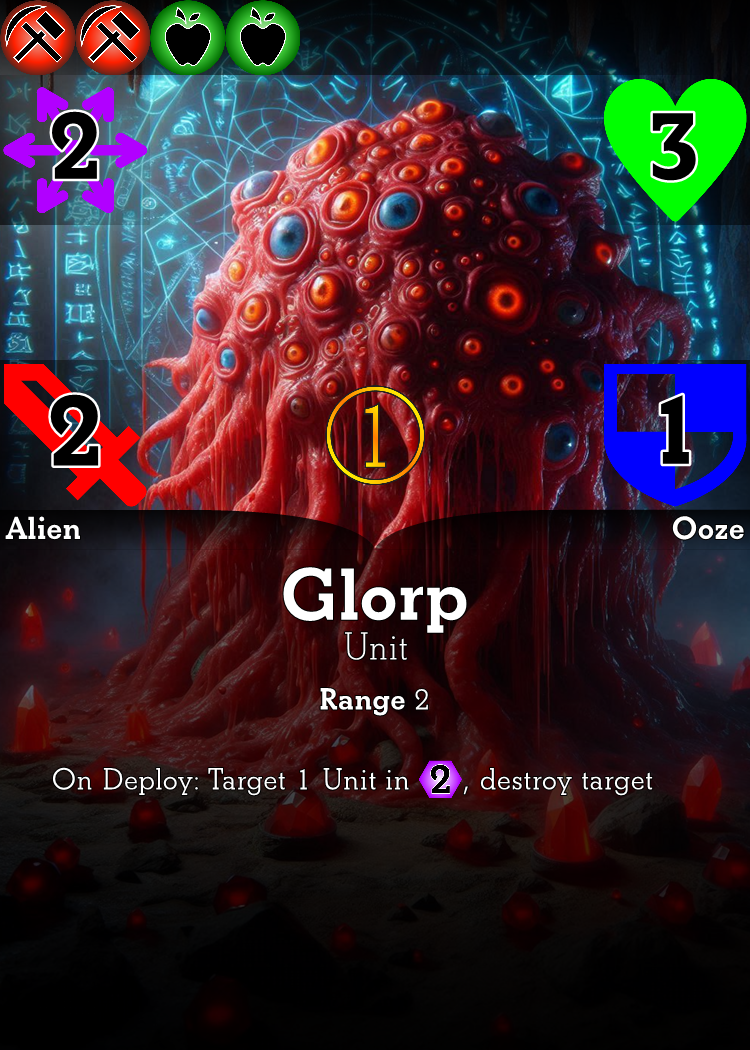 2
3
2
1
1
Alien
Ooze
Glorp
Unit
Range 2
On Deploy: Target 1 Unit in 2, destroy target